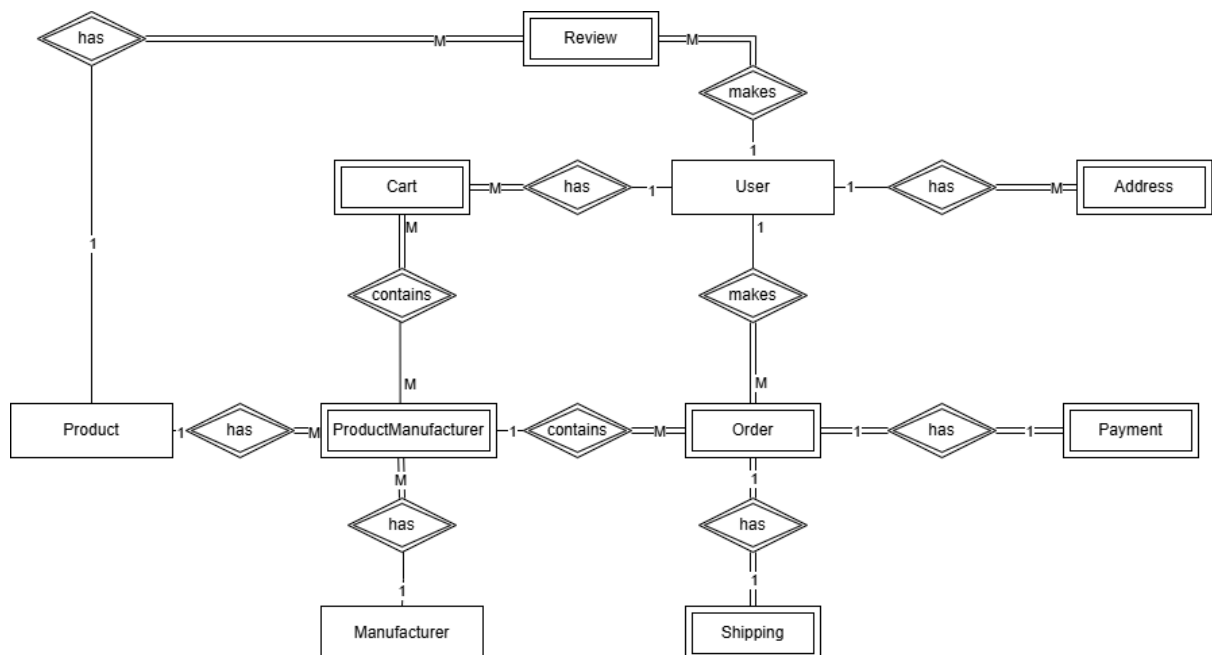 has
M
Review
M
makes
1
Cart
M
has
1
User
1
has
M
Address
M
1
1
contains
makes
M
M
Product
1
has
M
ProductManufacturer
1
contains
M
Order
1
has
1
Payment
M
1
has
has
1
1
Manufacturer
Shipping